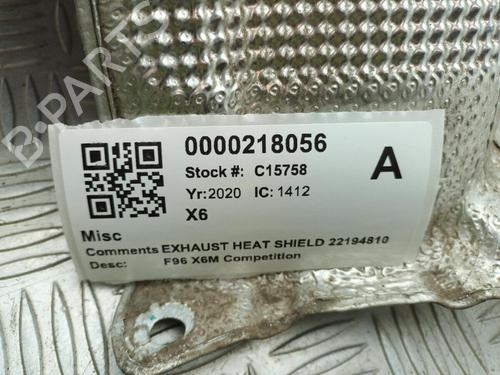 B-PARTS
0000218056
Stock #: C15758
A
Yr:2020 IC: 1412
X6
Misc
Comments EXHAUST HEAT SHIELD 22194810
Desc: F96 X6M Competition